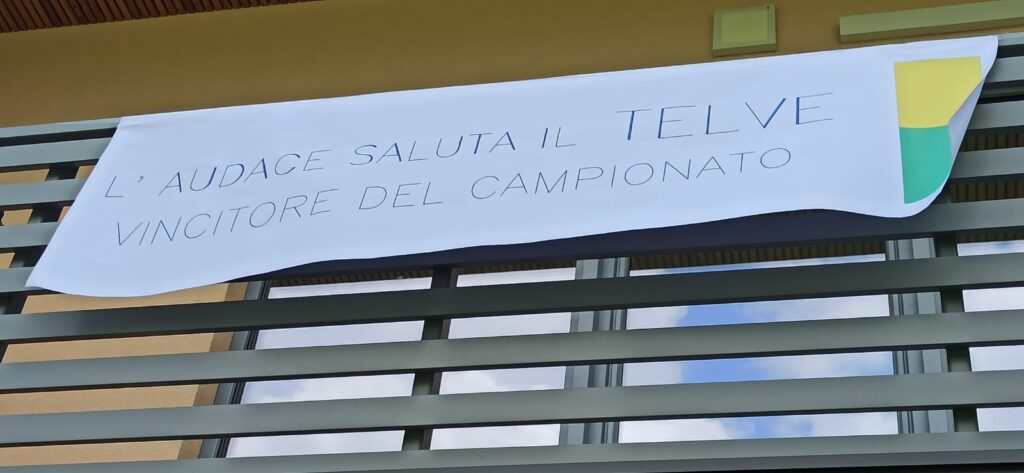 L' AUDACE SALUTA IL TELVE
VINCITORE DEL CAMPIONATO